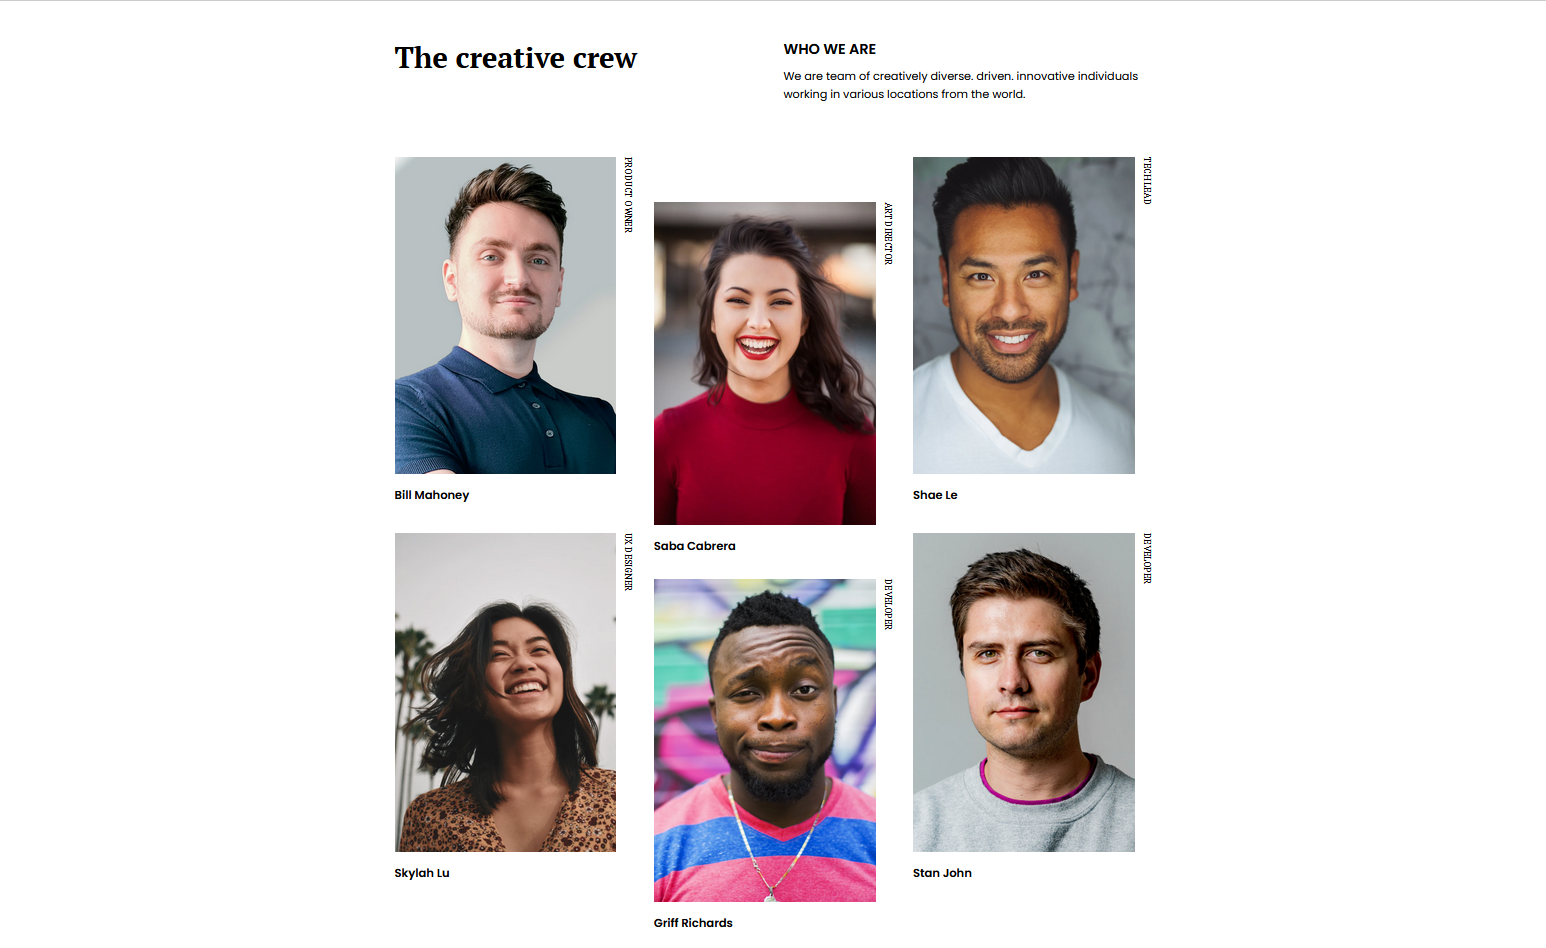 The creative crew
WHO WE ARE
We are team of creatively diverse. driven. innovative individuals
working in various locations from the world.
PRODUCT OWNER
Bill Mahoney
ART DIRECTOR
Saba Cabrera
TECH LEAD
Shae Le
UX DESIGNER
Skylah Lu
DEVELOPER
Griff Richards
DEVELOPER
Stan John